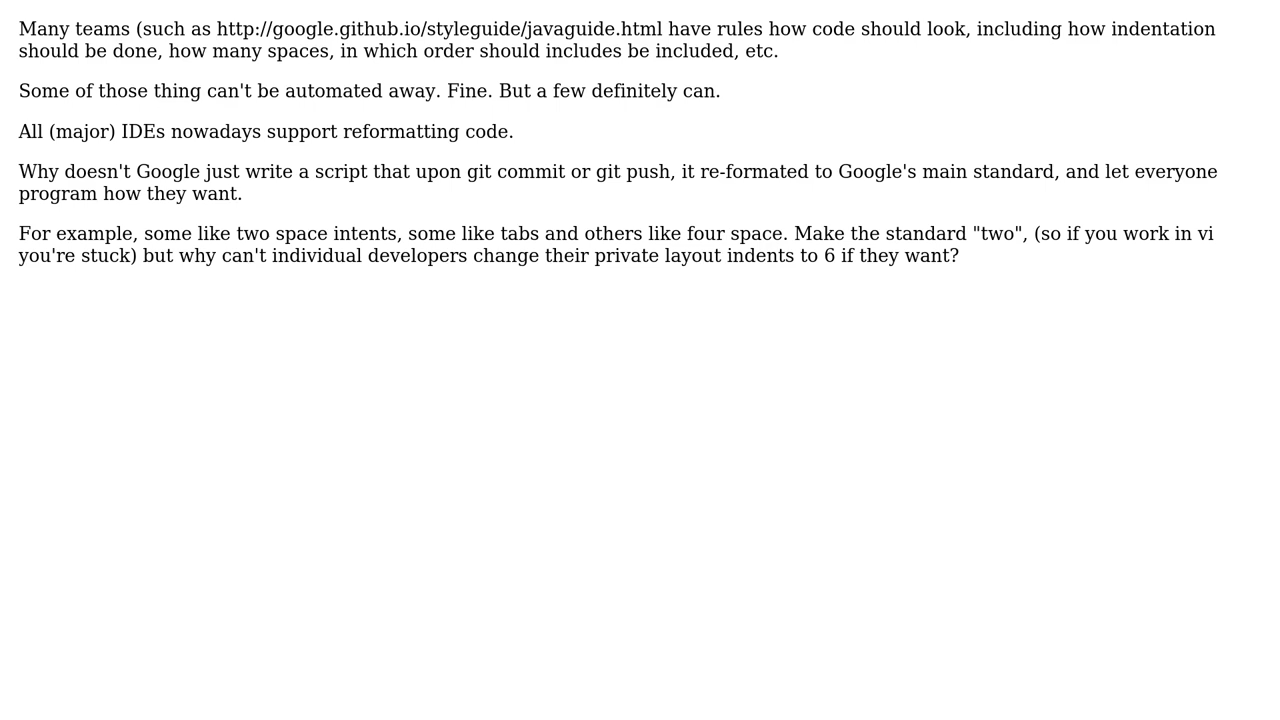 Many teams (such as http://google.github.io/styleguide/javaguide.html have rules how code should look, including how indentation
should be done, how many spaces, in which order should includes be included, etc.
Some of those thing can't be automated away. Fine. But a few definitely can.
All (major) IDEs nowadays support reformatting code.
Why doesn't Google just write a script that upon git commit or git push, it re-formated to Google's main standard, and let everyone
program how they want.
For example, some like two space intents, some like tabs and others like four space. Make the standard "two", (so if you work in vi
you're stuck) but why can't individual developers change their private layout indents to 6 if they want?